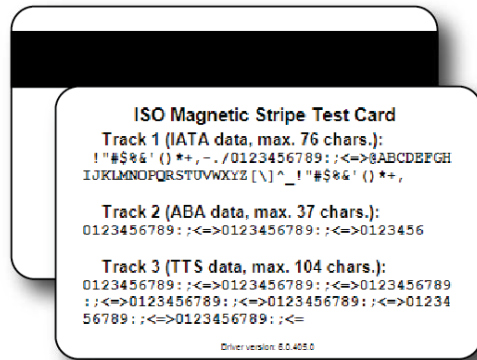 ISO Magnetic Stripe Test Card
Track 1 (IATA data, max. 76 chars.):
!"#$%&'()*+,-./0123456789:;<=>@ABCDEFGH
IJKLMNOPQRSTUVWXYZ[\]^_!"#$%&'()*+,
Track 2 (ABA data, max. 37 chars.):
0123456789:;<=>0123456789:;<=>0123456
Track 3 (TTS data, max. 104 chars.):
0123456789:;<=>0123456789:;<=>0123456789
:;<=>0123456789:;<=>0123456789:;<=>01234
56789:;<=>0123456789:;<=
Driver version: 6.0.405.0